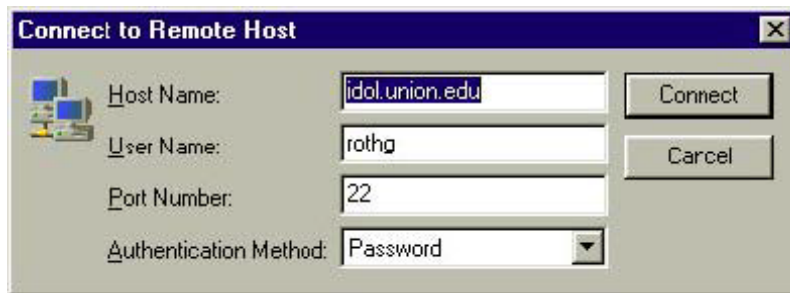 Connect to Remote Host
Host Name: idol.union.edu Connect
User Name: rothg Carcel
Port Number: 22
Authentication Method: Password